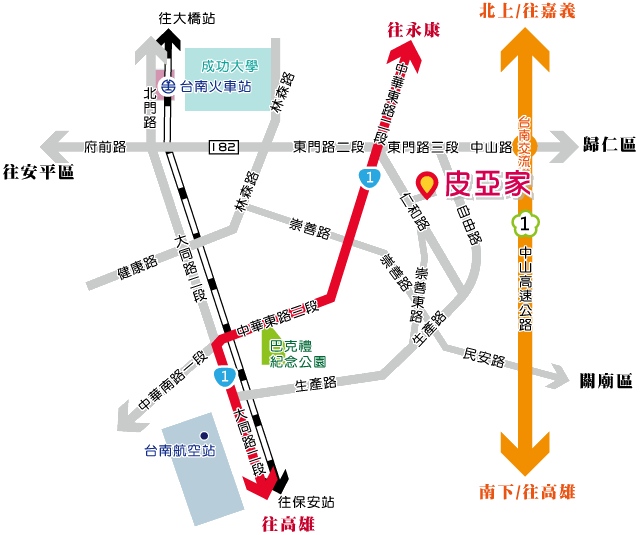 北上/往嘉義
往大橋站
往永康
成功大學
台南火車站
北門路
林森路
中華東路一段
台南交流
府前路
182
東門路二段
東門路三段
中山路
歸仁區
往安平區
1
皮亞家
林森路
仁和路
自由路
1
崇善路
大同路二段
健康路
崇善路
崇善東路
中山高速公路
中華東路三段
生產路
巴克禮
紀念公園
民安路
中華南路一段
1
生產路
關廟區
大同路二段
台南航空站
南下/往高雄
往保安站
往高雄